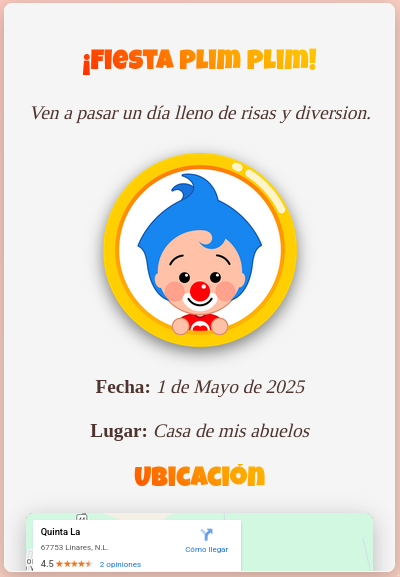 ¡Fiesta Plim Plim!
Ven a pasar un día lleno de risas y diversion.
Fecha: 1 de Mayo de 2025
Lugar: Casa de mis abuelos
Ubicación
Quinta La
67753 Linares, N.L.
Cómo llegar
4.5 ★★★★★ 2 opiniones